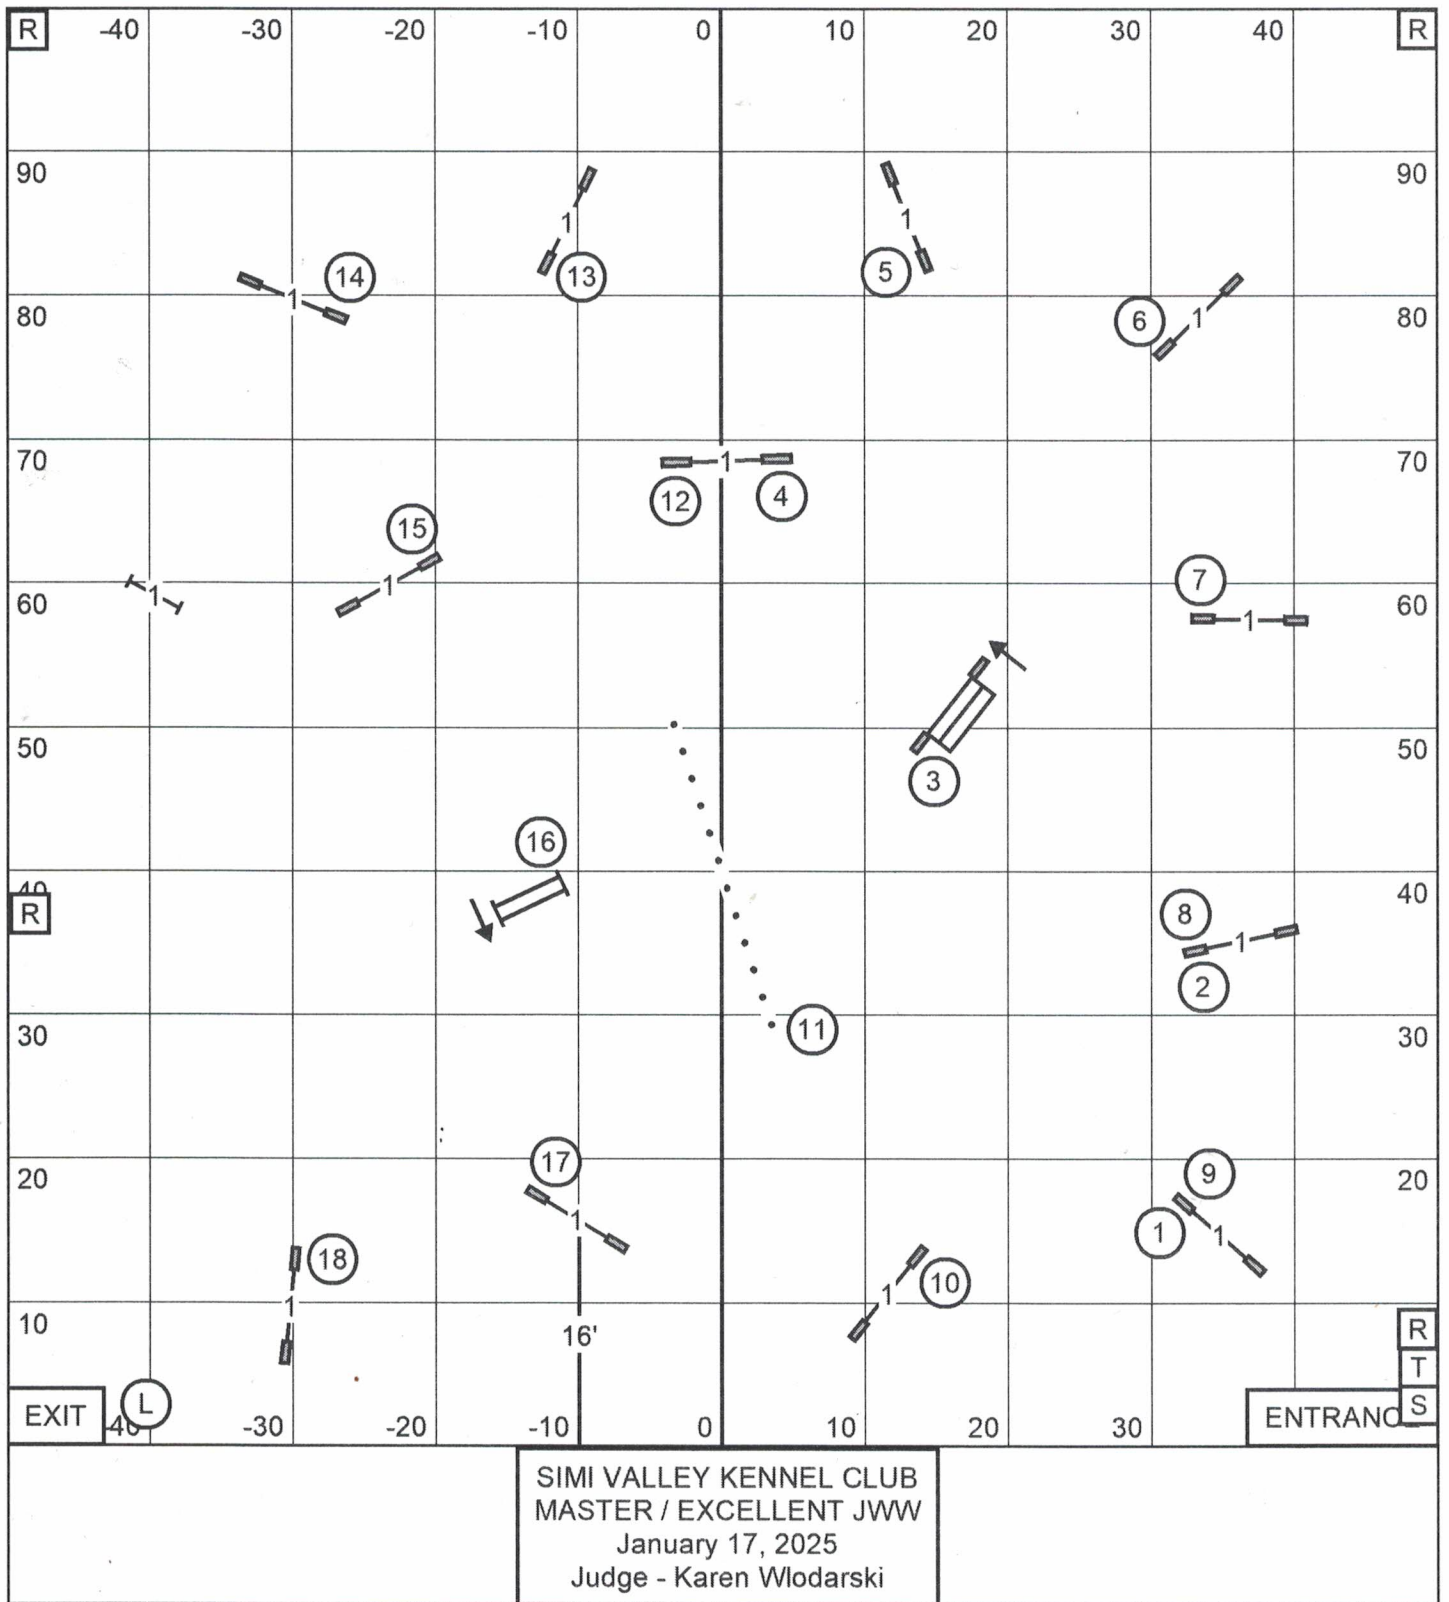 R -40 -30 -20 -10 0 10 20 30 40 R
90 90
1 1
14 1 13 5
1 6 1
80 80
70 1 70
12 4
15
7
1 1 60 1 60
50 50
3
16
40 40
R 8 1
2
30 11 30
17 9
20 20
1 1 1
18 10
1 1
10 16' R
T
EXIT L -40 -30 -20 -10 0 10 20 30 ENTRANC S
SIMI VALLEY KENNEL CLUB
MASTER / EXCELLENT JWW
January 17, 2025
Judge - Karen Wlodarski